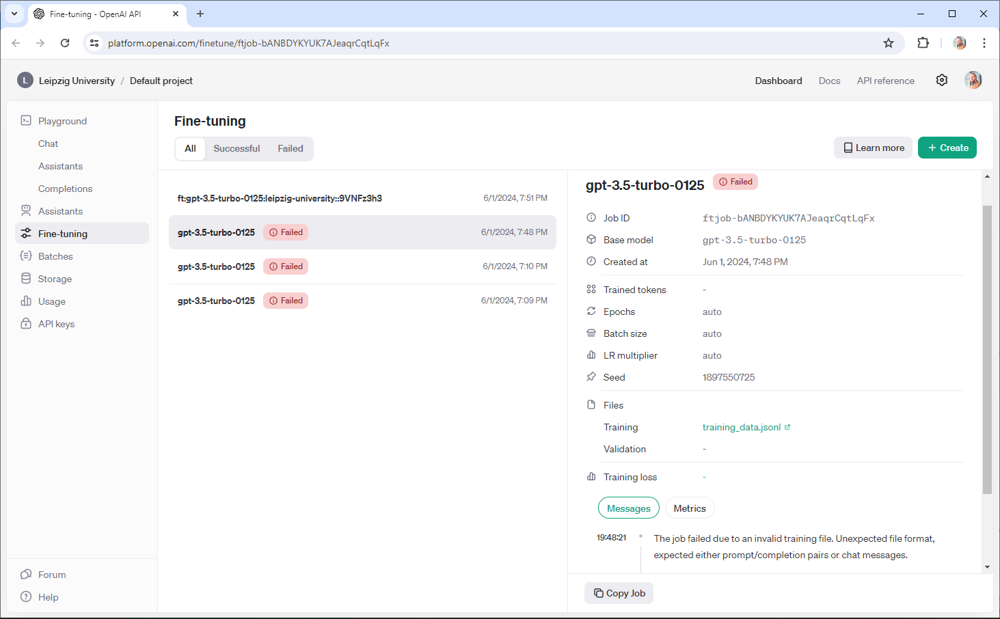 Fine-tuning - OpenAI API
platform.openai.com/finetune/ftjob-bANBDYKYUK7AJeaqrCqtLqFx
L Leipzig University / Default project
Dashboard Docs API reference
Playground
Chat
Assistants
Completions
Assistants
Fine-tuning
Batches
Storage
Usage
API keys
Forum
Help
Fine-tuning
All Successful Failed
Learn more + Create
ft:gpt-3.5-turbo-0125:leipzig-university::9VNFz3h3 6/1/2024, 7:51 PM
gpt-3.5-turbo-0125 Failed 6/1/2024, 7:48 PM
gpt-3.5-turbo-0125 Failed 6/1/2024, 7:10 PM
gpt-3.5-turbo-0125 Failed 6/1/2024, 7:09 PM
gpt-3.5-turbo-0125 Failed
Job ID ftjob-bANBDYKYUK7AJeaqrCqtLqFx
Base model gpt-3.5-turbo-0125
Created at Jun 1, 2024, 7:48 PM
Trained tokens -
Epochs auto
Batch size auto
LR multiplier auto
Seed 1897550725
Files
Training training_data.jsonl
Validation -
Training loss -
Messages Metrics
19:48:21 The job failed due to an invalid training file. Unexpected file format,
expected either prompt/completion pairs or chat messages.
Copy Job